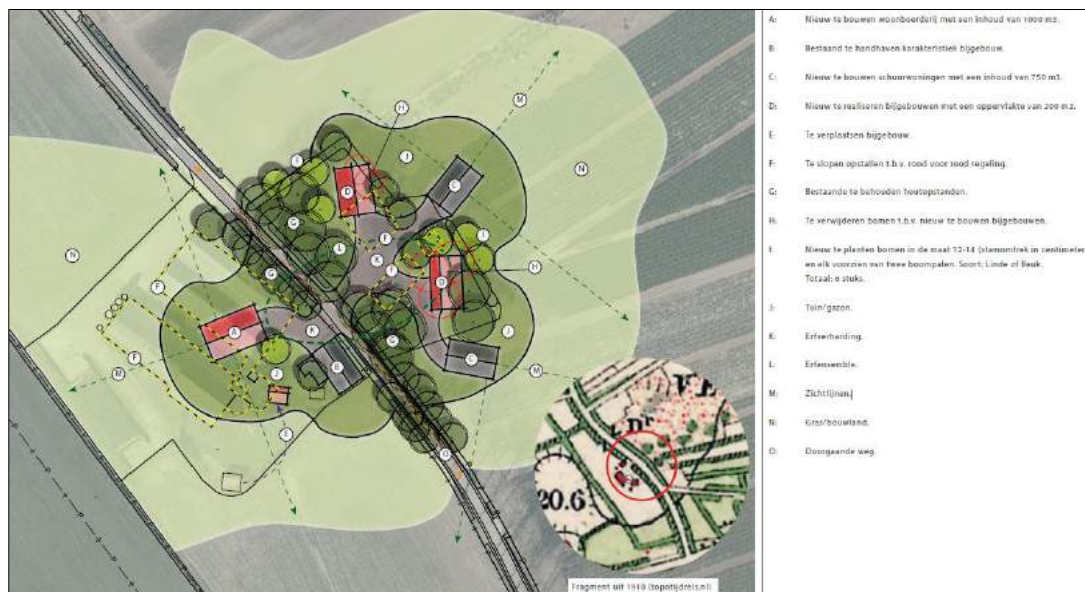 A: Nieuw te bouwen woonboerderij met een inhoud van 1000 m3.
B Bestaand te handhaven karakteristiek bijgebouw.
C: Nieuw te bouwen schuurwoningen met een inhoud van 750 m3.
D: Nieuw te realiseren bijgebouwen met een oppervlakte van 200 m2.
E Te verplaatsen bijgebouw.
F Te slopen opstallen t.b.v. rood voor rood regeling.
G: Bestaande te behouden houtopstanden.
H: Te verwijderen bomen t.b.v. nieuw te bouwen bijgebouwen.
I: Nieuw te planten bomen in de maat 12-14 (stamomtrek in centimeter
en elk voorzien van twee boompalen. Soort: Linde of Beuk.
Totaal: 6 stuks.
J: Tuin/gazon.
K: Erfverharding.
L: Erfensemble.
M: Zichtlijnen.
N: Gras/bouwland.
O: Doorgaande weg.
M
H
I
J
N
D
C
G
L
F
K
I
I
N
G
D
H
F
A
K
G
J
F
B
C
M
J
M
E
O
20.6
Fragment uit 1910 (topotijdreis.nl)